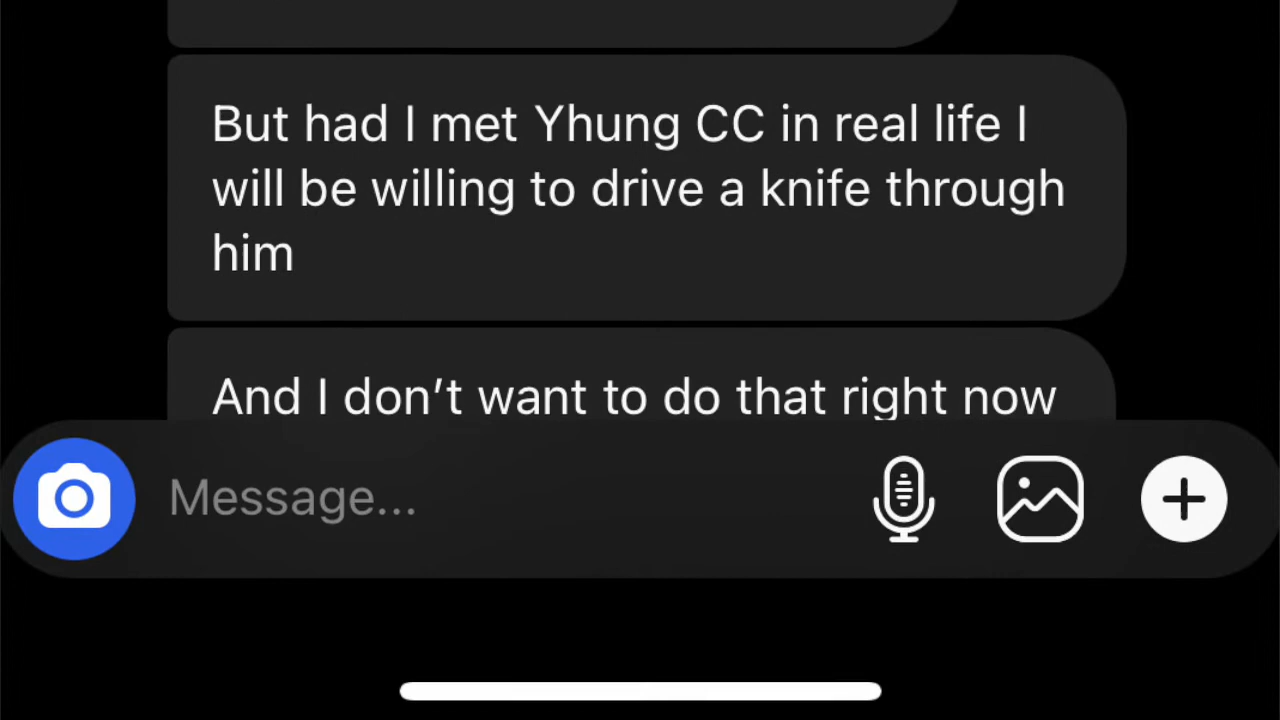 But had I met Yhung CC in real life I
will be willing to drive a knife through
him
And I don't want to do that right now
Message...